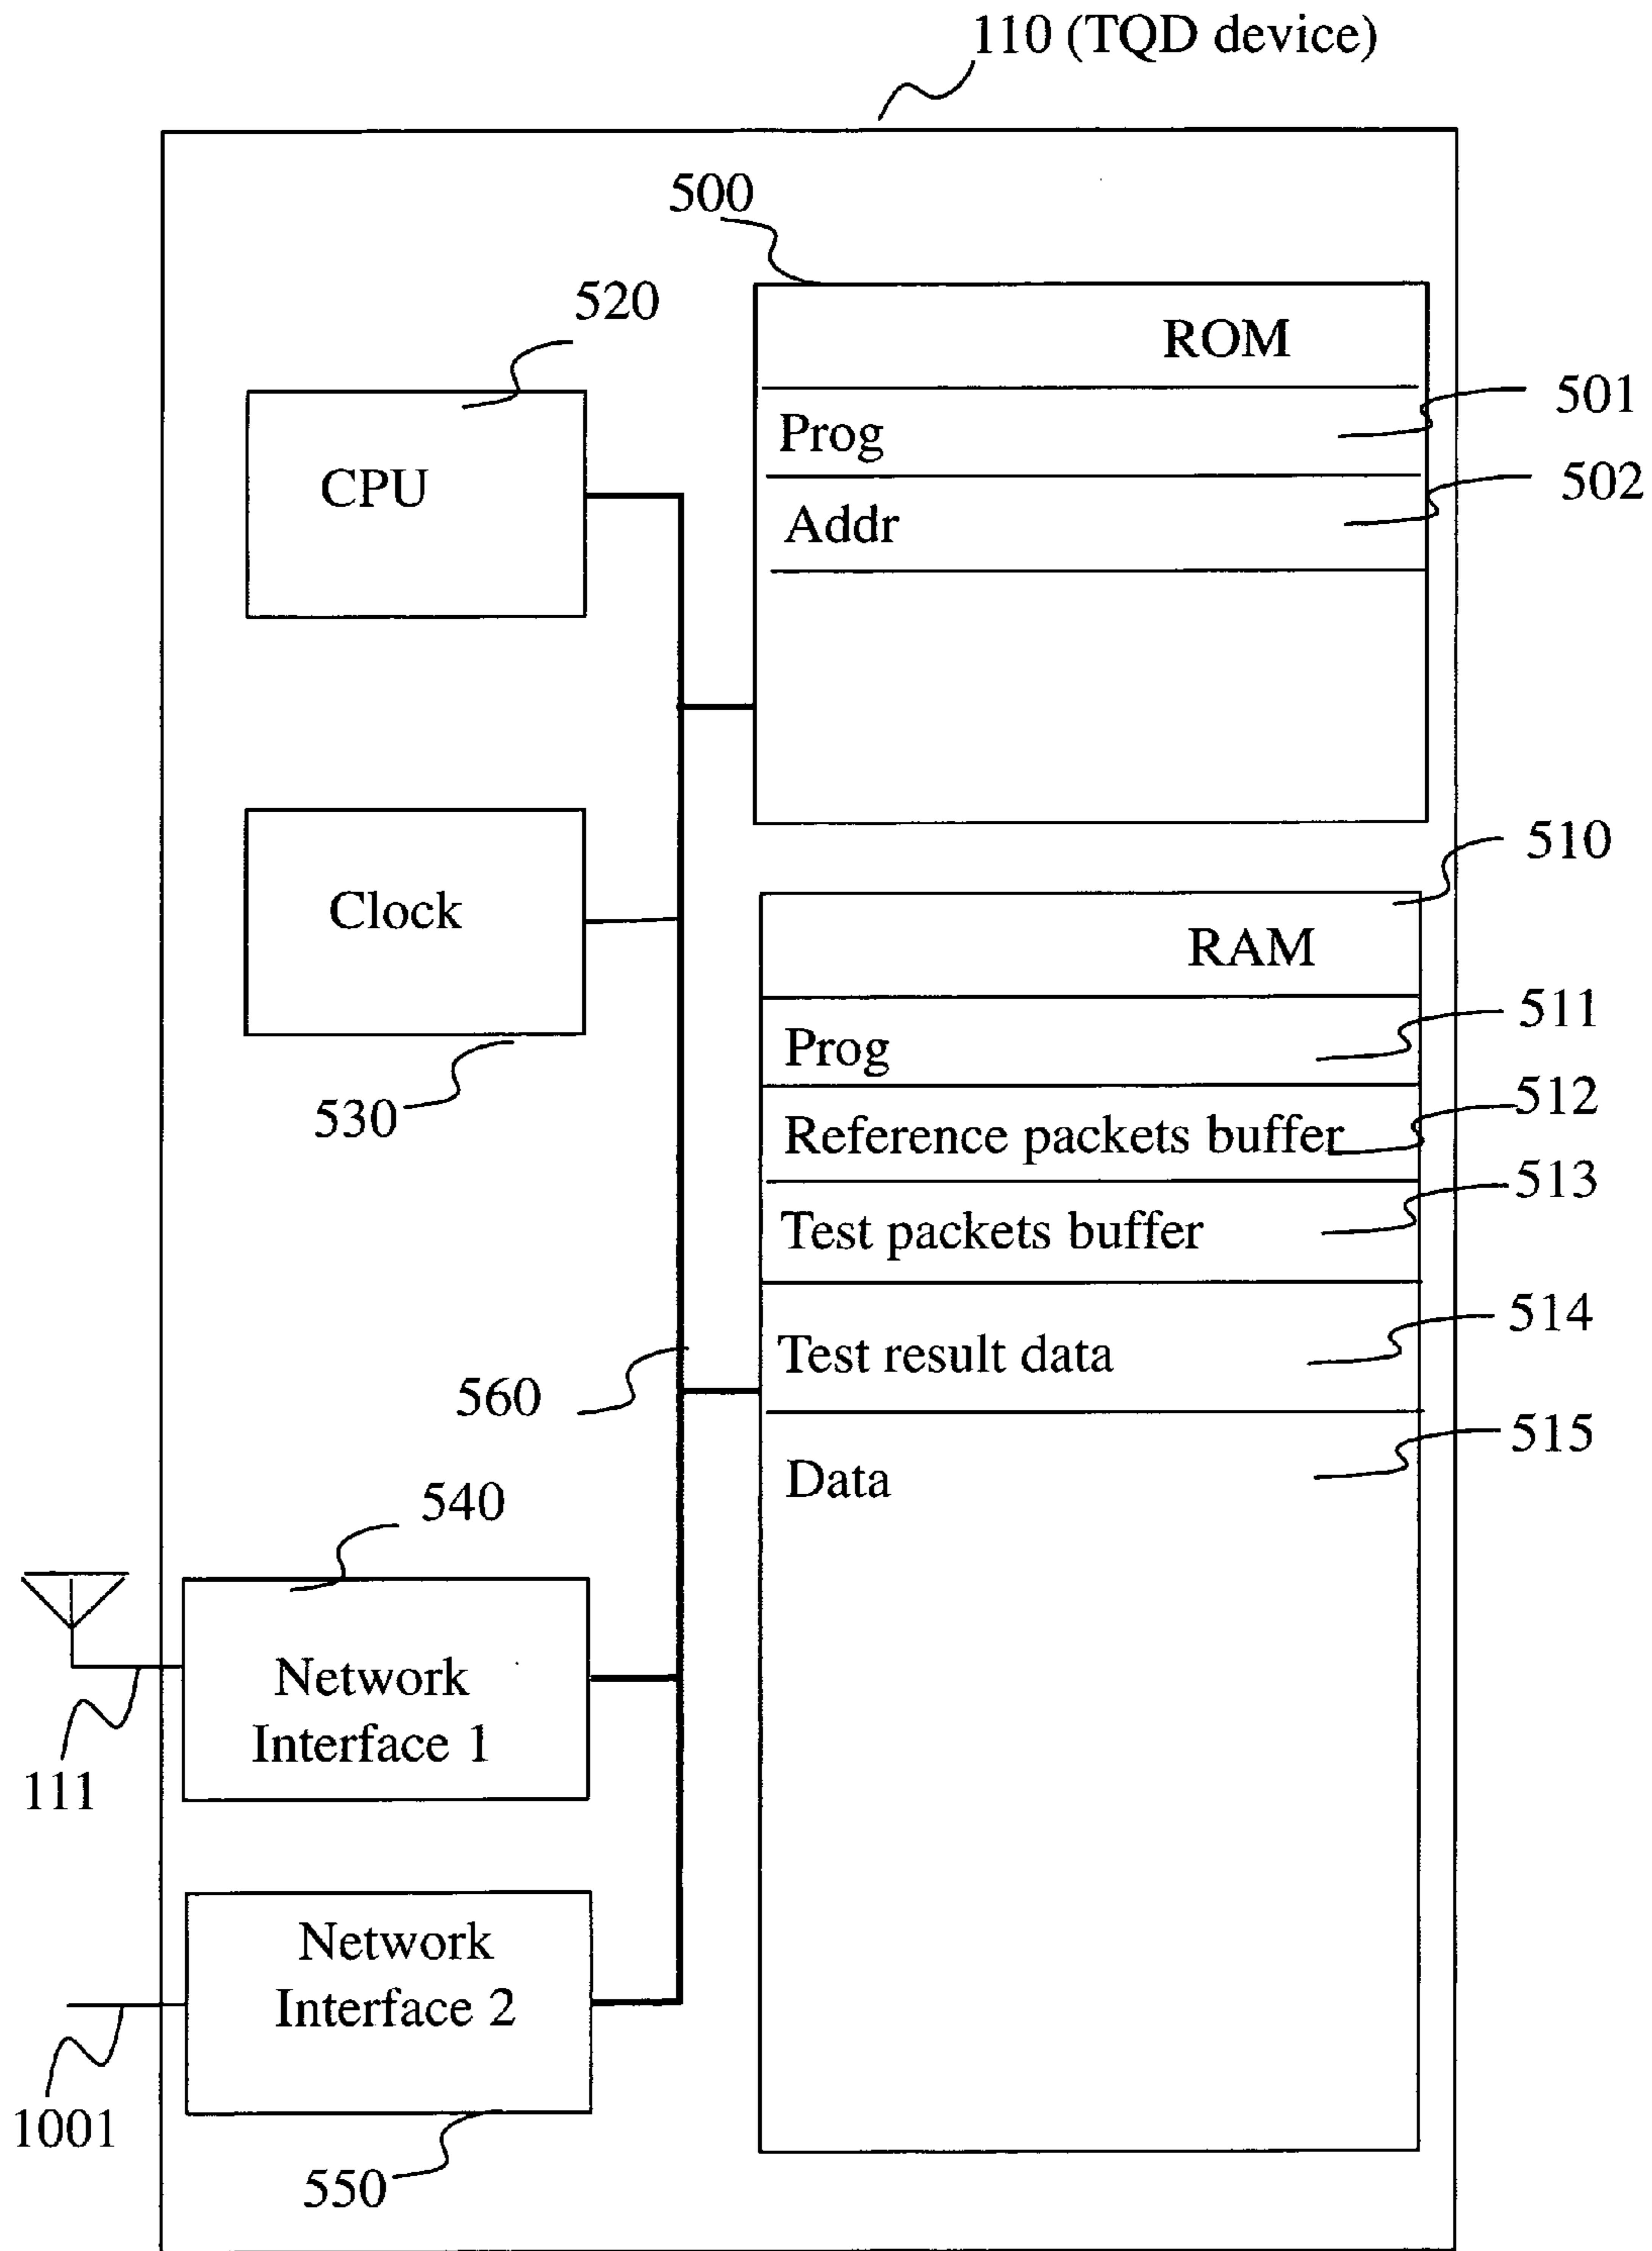 110 (TQD device)
500
520
ROM
501
Prog
CPU
502
Addr
510
Clock
RAM
511
Prog
530
512
Reference packets buffer
513
Test packets buffer
514
Test result data
560
515
Data
540
Network
Interface 1
111
Network
Interface 2
1001
550